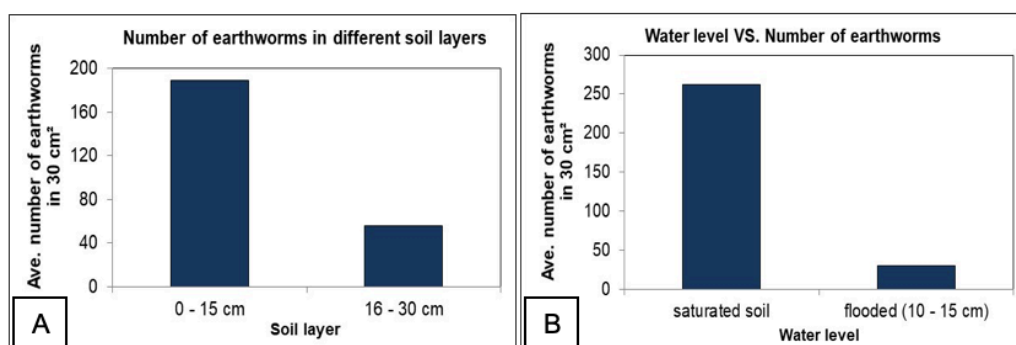 Number of earthworms in different soil layers
Ave. number of earthworms
in 30 cm²
200
160
120
80
40
0
0 - 15 cm
16 - 30 cm
Soil layer
A
Water level VS. Number of earthworms
Ave. number of earthworms
in 30 cm²
300
250
200
150
100
50
0
saturated soil
flooded (10 - 15 cm)
Water level
B